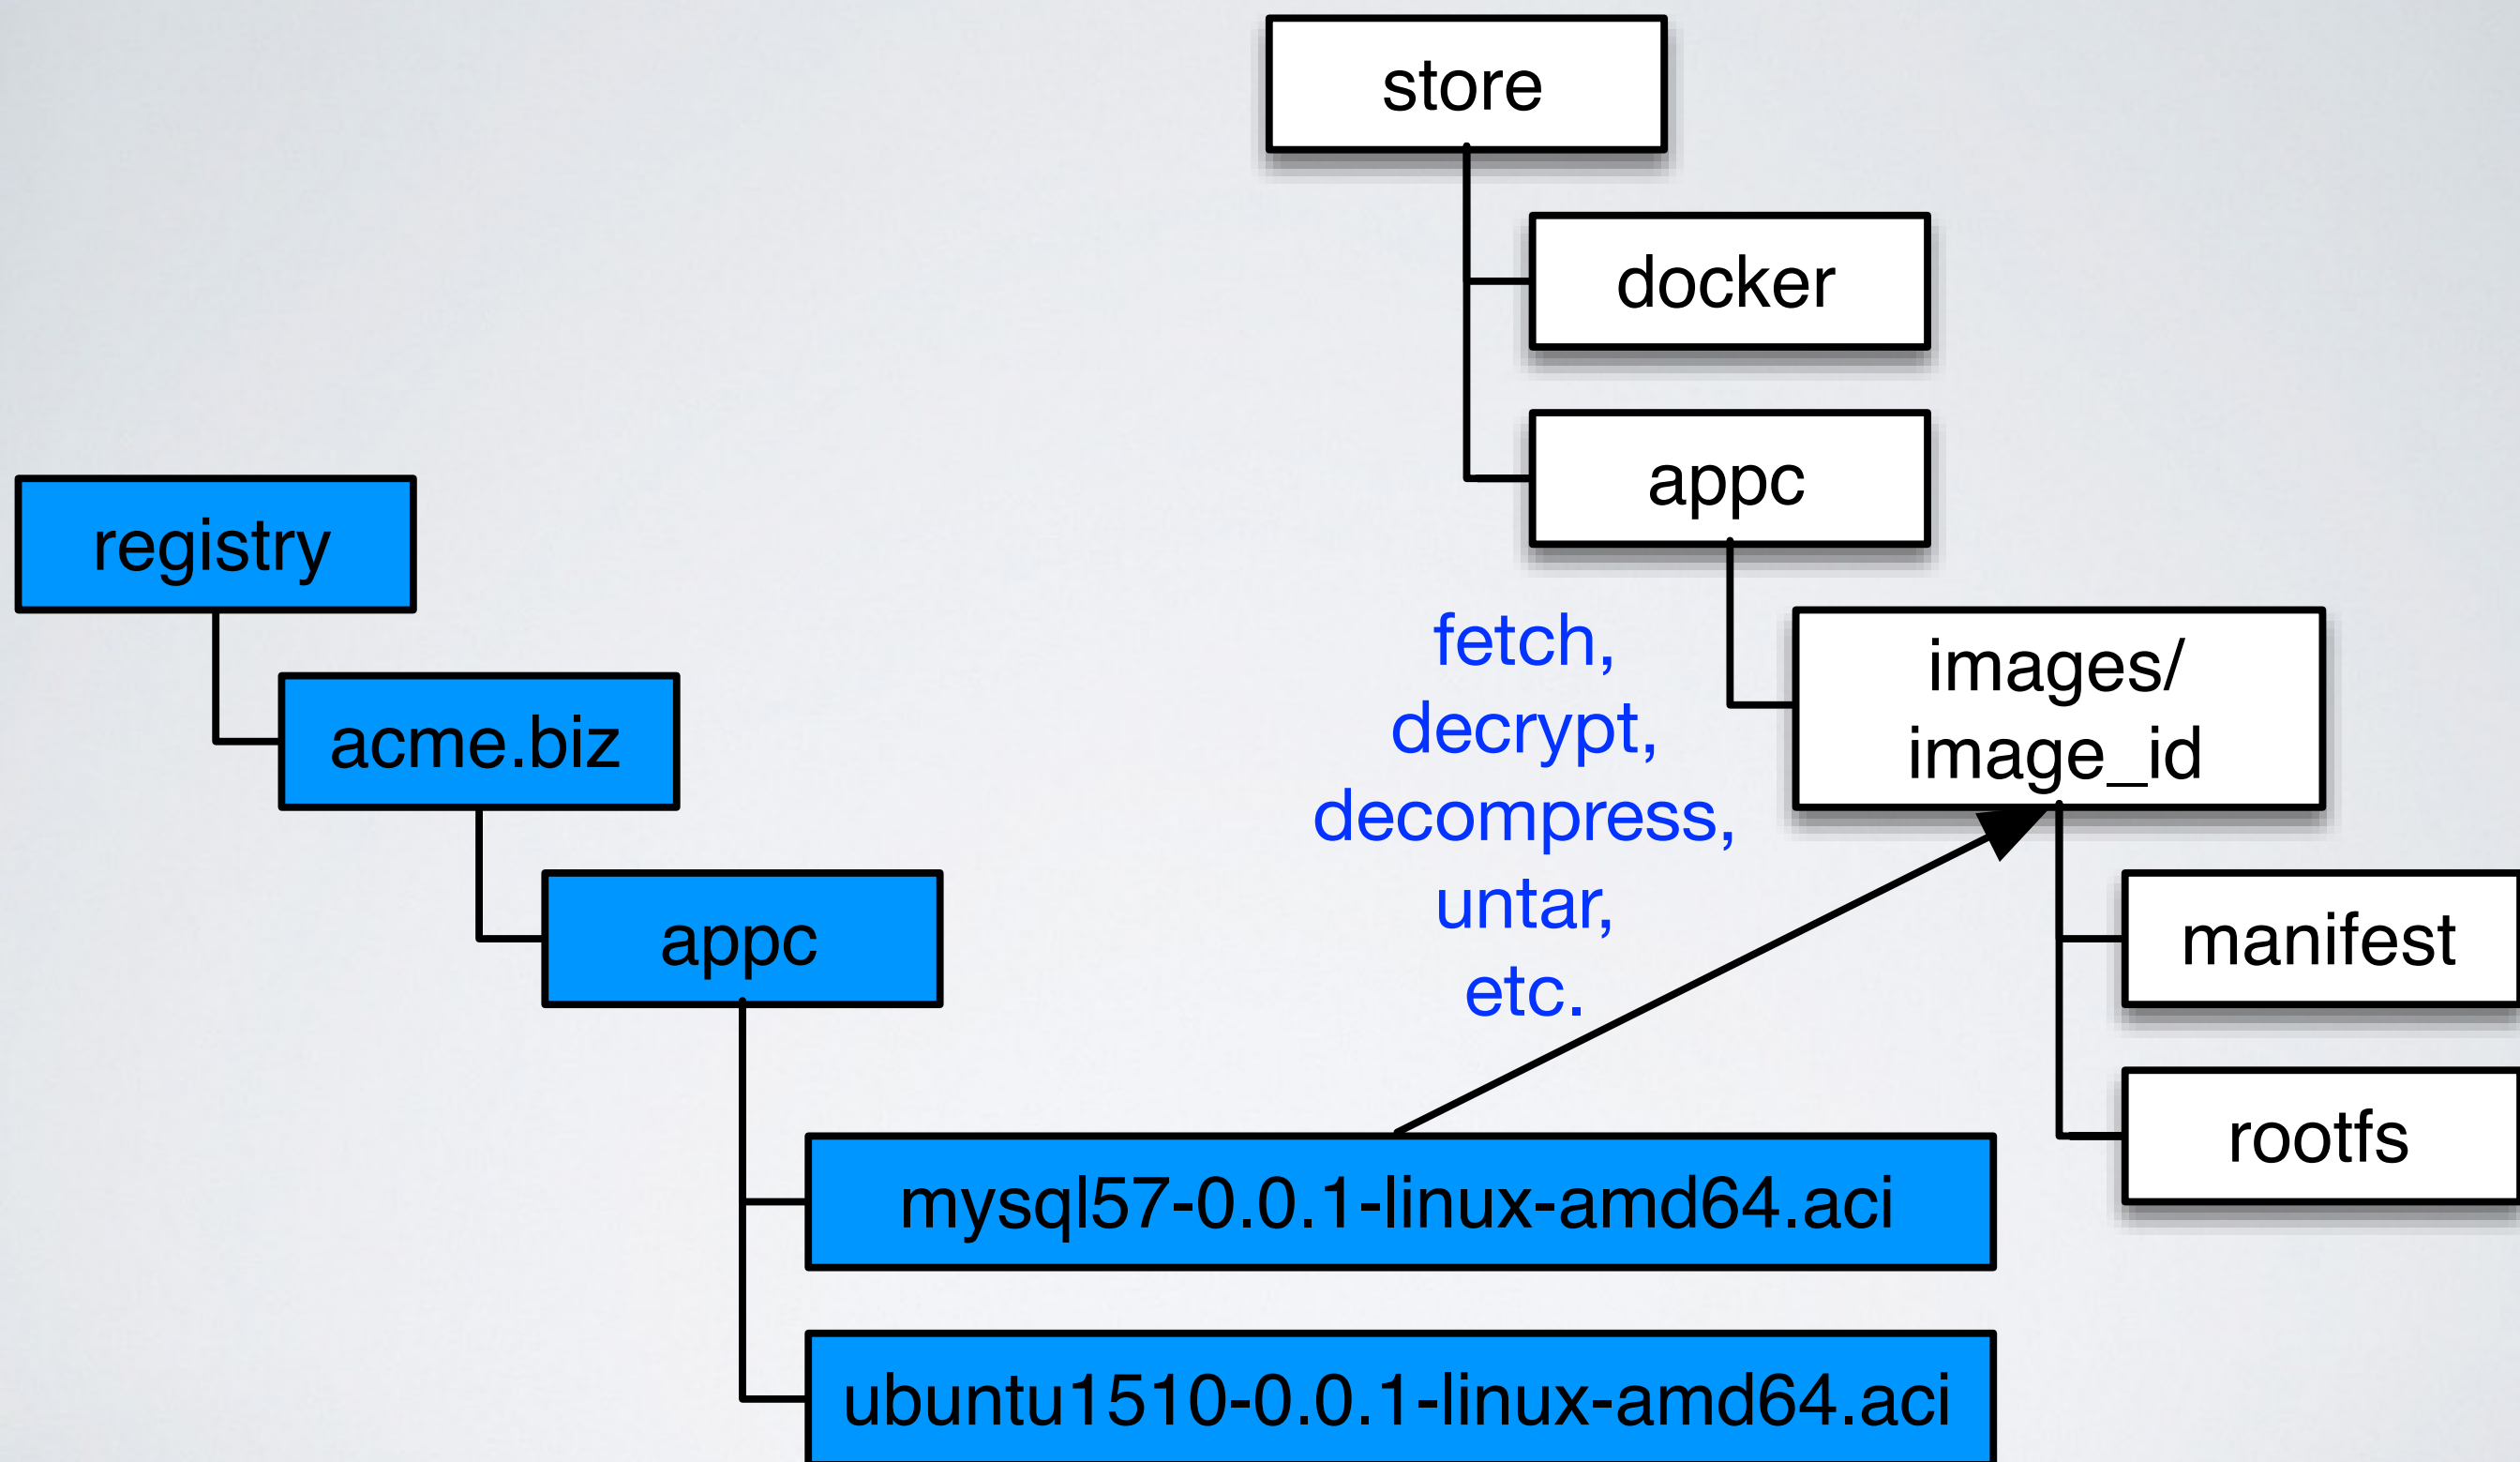 store
docker
appc
registry
fetch,
decrypt,
decompress,
untar,
etc.
images/
image_id
acme.biz
appc
manifest
rootfs
mysql57-0.0.1-linux-amd64.aci
ubuntu1510-0.0.1-linux-amd64.aci